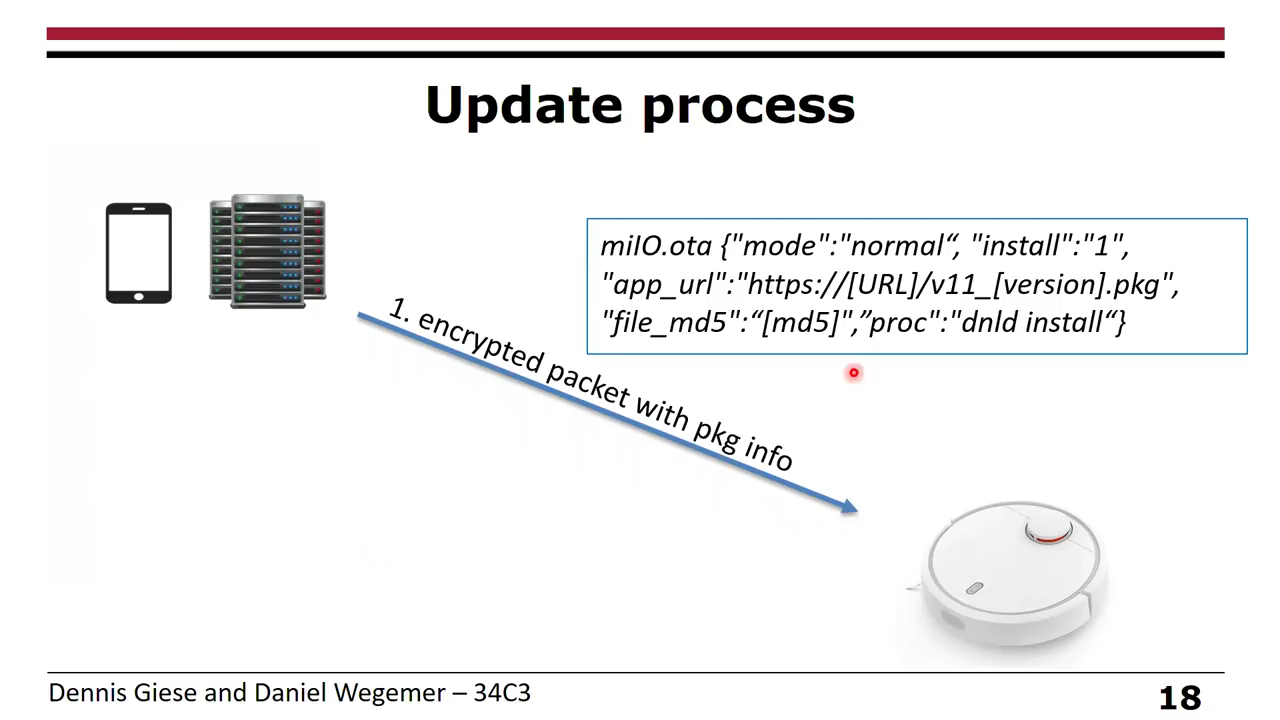 Update process
miIO.ota {"mode":"normal“, "install":"1",
"app_url":"https://[URL]/v11_[version].pkg",
"file_md5":“[md5]",”proc":"dnld install“}
1. encrypted packet with pkg info
Dennis Giese and Daniel Wegemer – 34C3
18